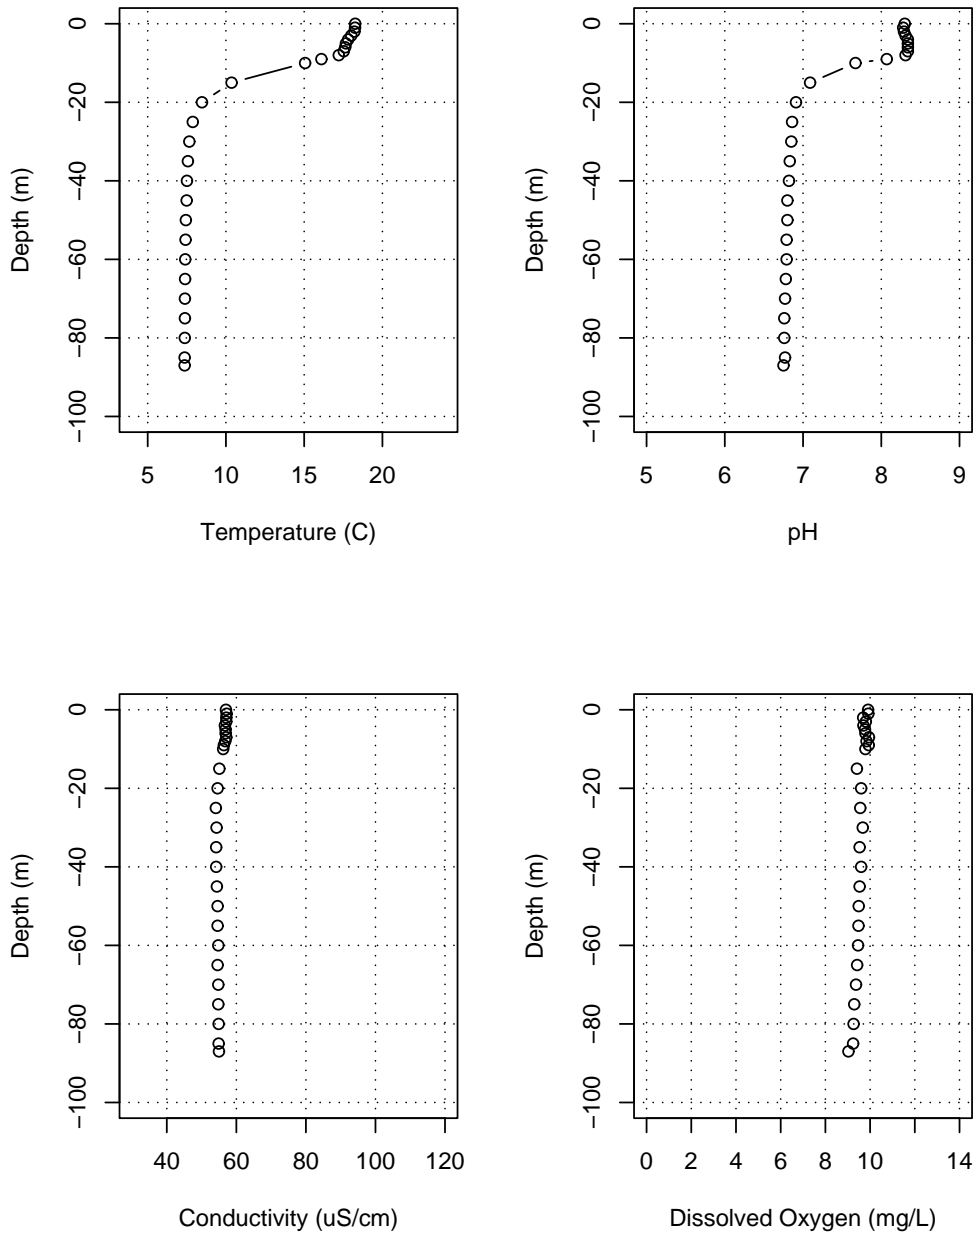 Depth (m)
0
−20
−40
−60
−80
−100
5 10 15 20
Temperature (C)
Depth (m)
0
−20
−40
−60
−80
−100
5 6 7 8 9
pH
Depth (m)
0
−20
−40
−60
−80
−100
40 60 80 100 120
Conductivity (uS/cm)
Depth (m)
0
−20
−40
−60
−80
−100
0 2 4 6 8 10 14
Dissolved Oxygen (mg/L)